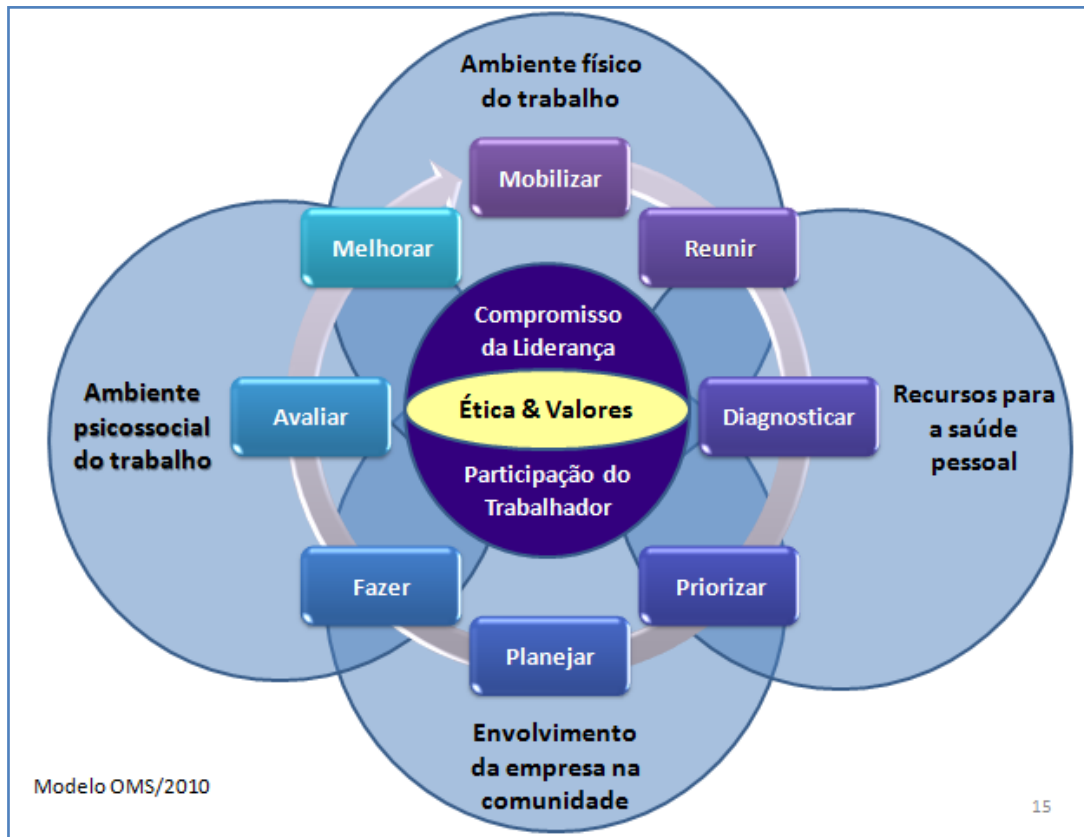 Ambiente físico
do trabalho
Mobilizar
Melhorar
Reunir
Compromisso
da Liderança
Ambiente
psicossocial
do trabalho
Avaliar
Ética & Valores
Diagnosticar
Recursos para
a saúde
pessoal
Participação do
Trabalhador
Fazer
Priorizar
Planejar
Envolvimento
da empresa na
comunidade
Modelo OMS/2010
15